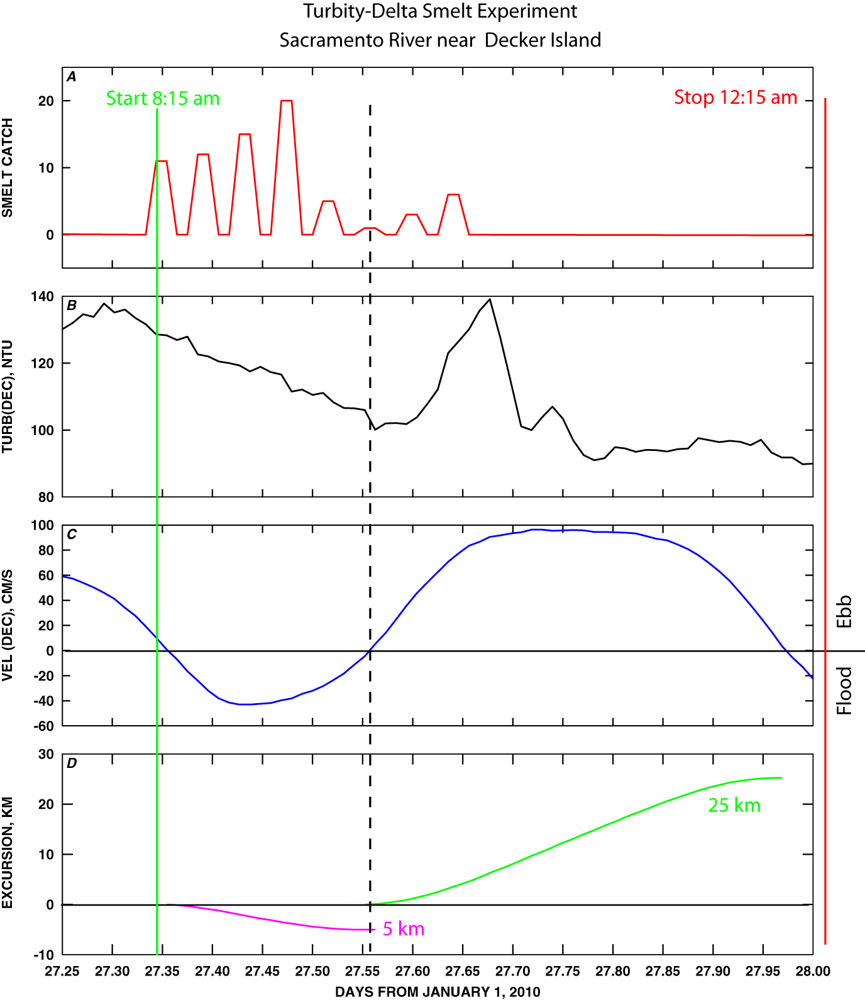 Turbity-Delta Smelt Experiment
Sacramento River near Decker Island
A
Start 8:15 am
Stop 12:15 am
SMELT CATCH
20
10
0
B
TURB(DEC), NTU
140
120
100
80
C
VEL (DEC), CM/S
100
80
60
40
20
0
-20
-40
-60
Ebb
Flood
D
EXCURSION, KM
30
20
10
0
-10
25 km
5 km
27.25 27.30 27.35 27.40 27.45 27.50 27.55 27.60 27.65 27.70 27.75 27.80 27.85 27.90 27.95 28.00
DAYS FROM JANUARY 1, 2010